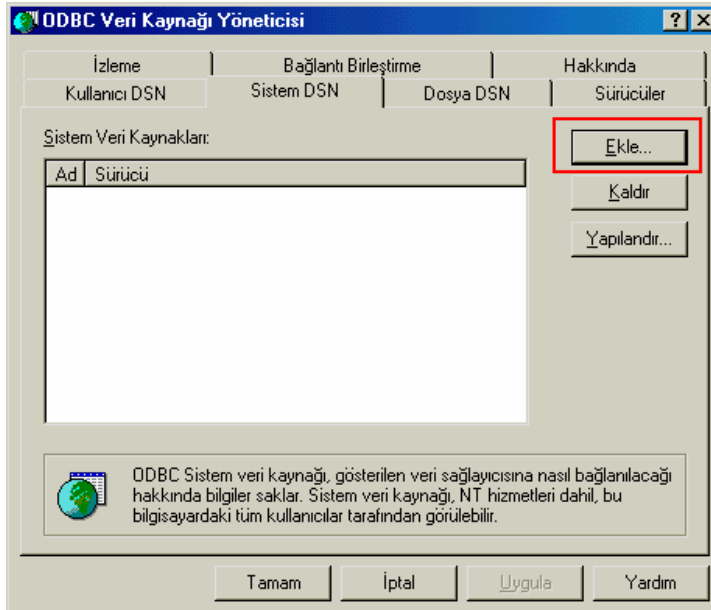 ODBC Veri Kaynağı Yöneticisi
İzleme Bağlantı Birleştirme Hakkında
Kullanıcı DSN Sistem DSN Dosya DSN Sürücüler
Sistem Veri Kaynakları:
Ekle...
Ad Sürücü
Kaldır
Yapılandır...
ODBC Sistem veri kaynağı, gösterilen veri sağlayıcısına nasıl bağlanılacağı
hakkında bilgiler saklar. Sistem veri kaynağı, NT hizmetleri dahil, bu
bilgisayardaki tüm kullanıcılar tarafından görülebilir.
Tamam İptal Uygula Yardım